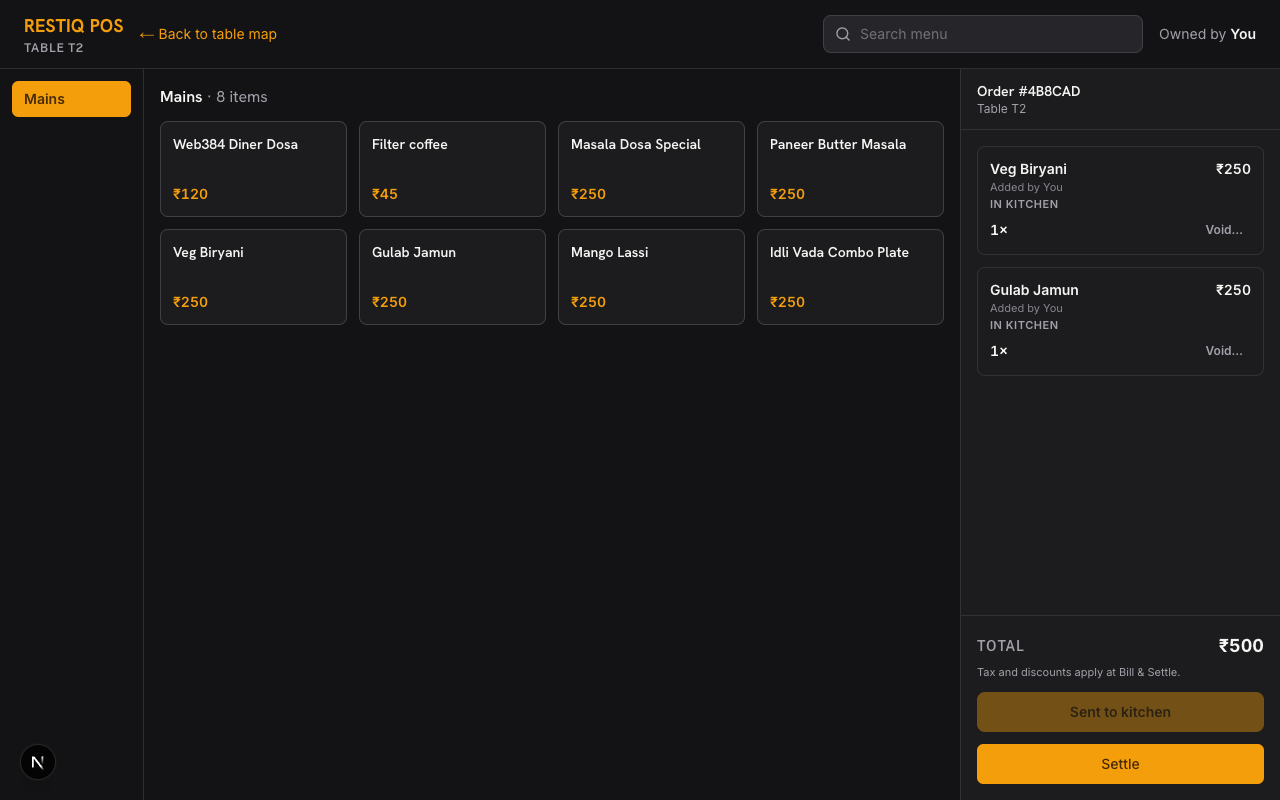 RESTIQ POS
TABLE T2
← Back to table map
Search menu
Owned by You
Mains
Mains · 8 items
Web384 Diner Dosa
₹120
Filter coffee
₹45
Masala Dosa Special
₹250
Paneer Butter Masala
₹250
Veg Biryani
₹250
Gulab Jamun
₹250
Mango Lassi
₹250
Idli Vada Combo Plate
₹250
Order #4B8CAD
Table T2
Veg Biryani ₹250
Added by You
IN KITCHEN
1× Void...
Gulab Jamun ₹250
Added by You
IN KITCHEN
1× Void...
TOTAL ₹500
Tax and discounts apply at Bill & Settle.
Sent to kitchen
Settle
N